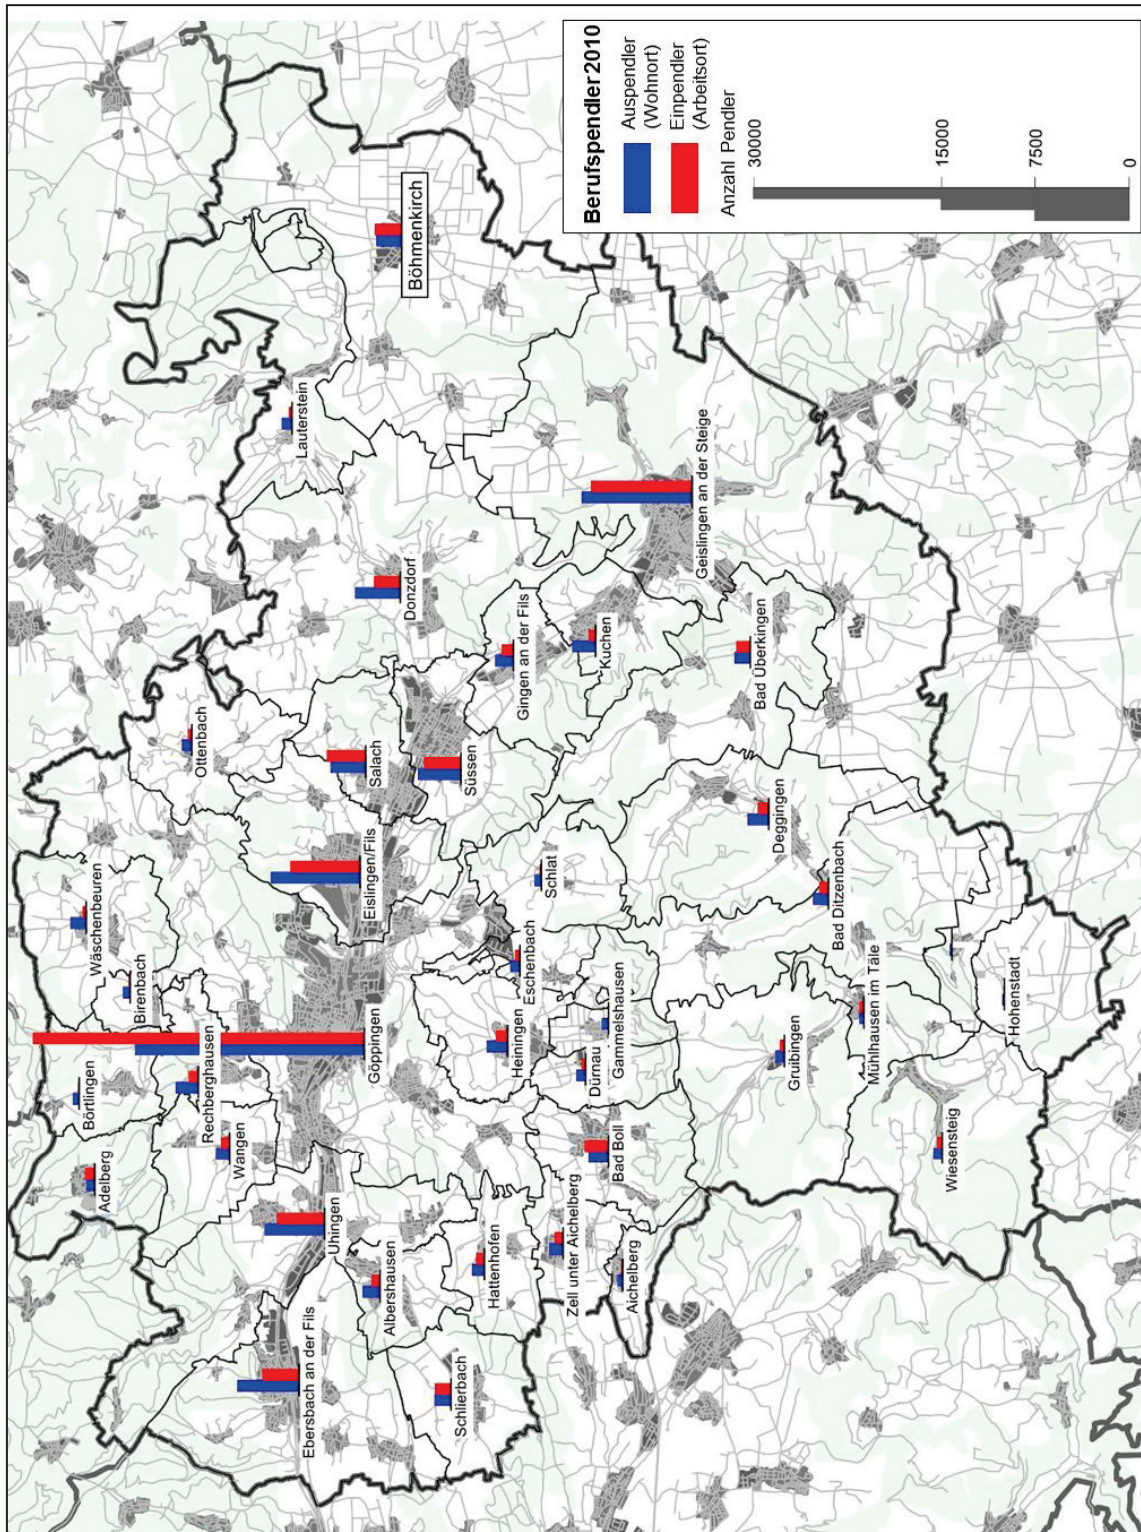 Berufspendler 2010
Auspendler
(Wohnort)
Einpendler
(Arbeitsort)
Anzahl Pendler
30000
15000
7500
0
Adelberg
Börtlingen
Birenbach
Wäschenbeuren
Ottenbach
Lauterstein
Böhmenkirch
Rechberghausen
Wangen
Ebersbach an der Fils
Uhingen
Göppingen
Eislingen/Fils
Salach
Donzdorf
Albershausen
Süssen
Schlierbach
Hattenhofen
Heiningen
Eschenbach
Schlat
Gingen an der Fils
Kuchen
Zell unter Aichelberg
Bad Boll
Dürnau
Gammelshausen
Aichelberg
Geislingen an der Steige
Bad Überkingen
Gruibingen
Deggingen
Mühlhausen im Täle
Bad Ditzenbach
Wiesensteig
Hohenstadt